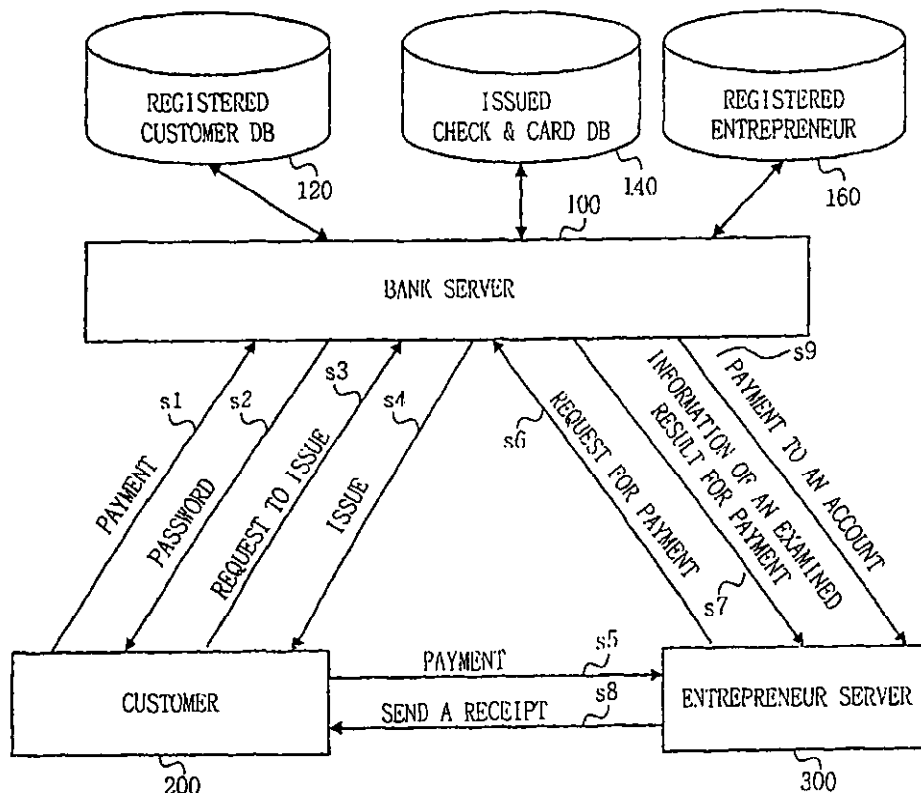 REGISTERED
CUSTOMER DB
120
ISSUED
CHECK & CARD DB
140
REGISTERED
ENTREPRENEUR
160
100
BANK SERVER
s1
PAYMENT
s2
PASSWORD
s3
REQUEST TO ISSUE
s4
ISSUE
s6
REQUEST FOR PAYMENT
s7
INFORMATION OF AN EXAMINED
RESULT FOR PAYMENT
s9
PAYMENT TO AN ACCOUNT
CUSTOMER
200
PAYMENT
s5
SEND A RECEIPT
s8
ENTREPRENEUR SERVER
300